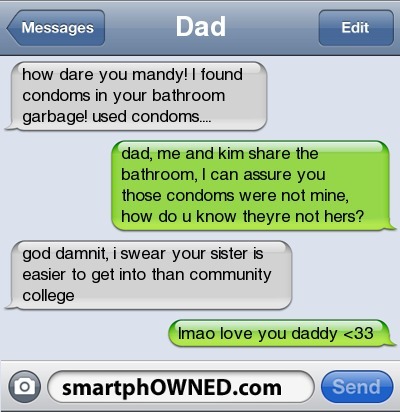 Messages
Dad
Edit
how dare you mandy! I found
condoms in your bathroom
garbage! used condoms....
dad, me and kim share the
bathroom, I can assure you
those condoms were not mine,
how do u know theyre not hers?
god damnit, i swear your sister is
easier to get into than community
college
lmao love you daddy <33
smartphOWNED.com
Send